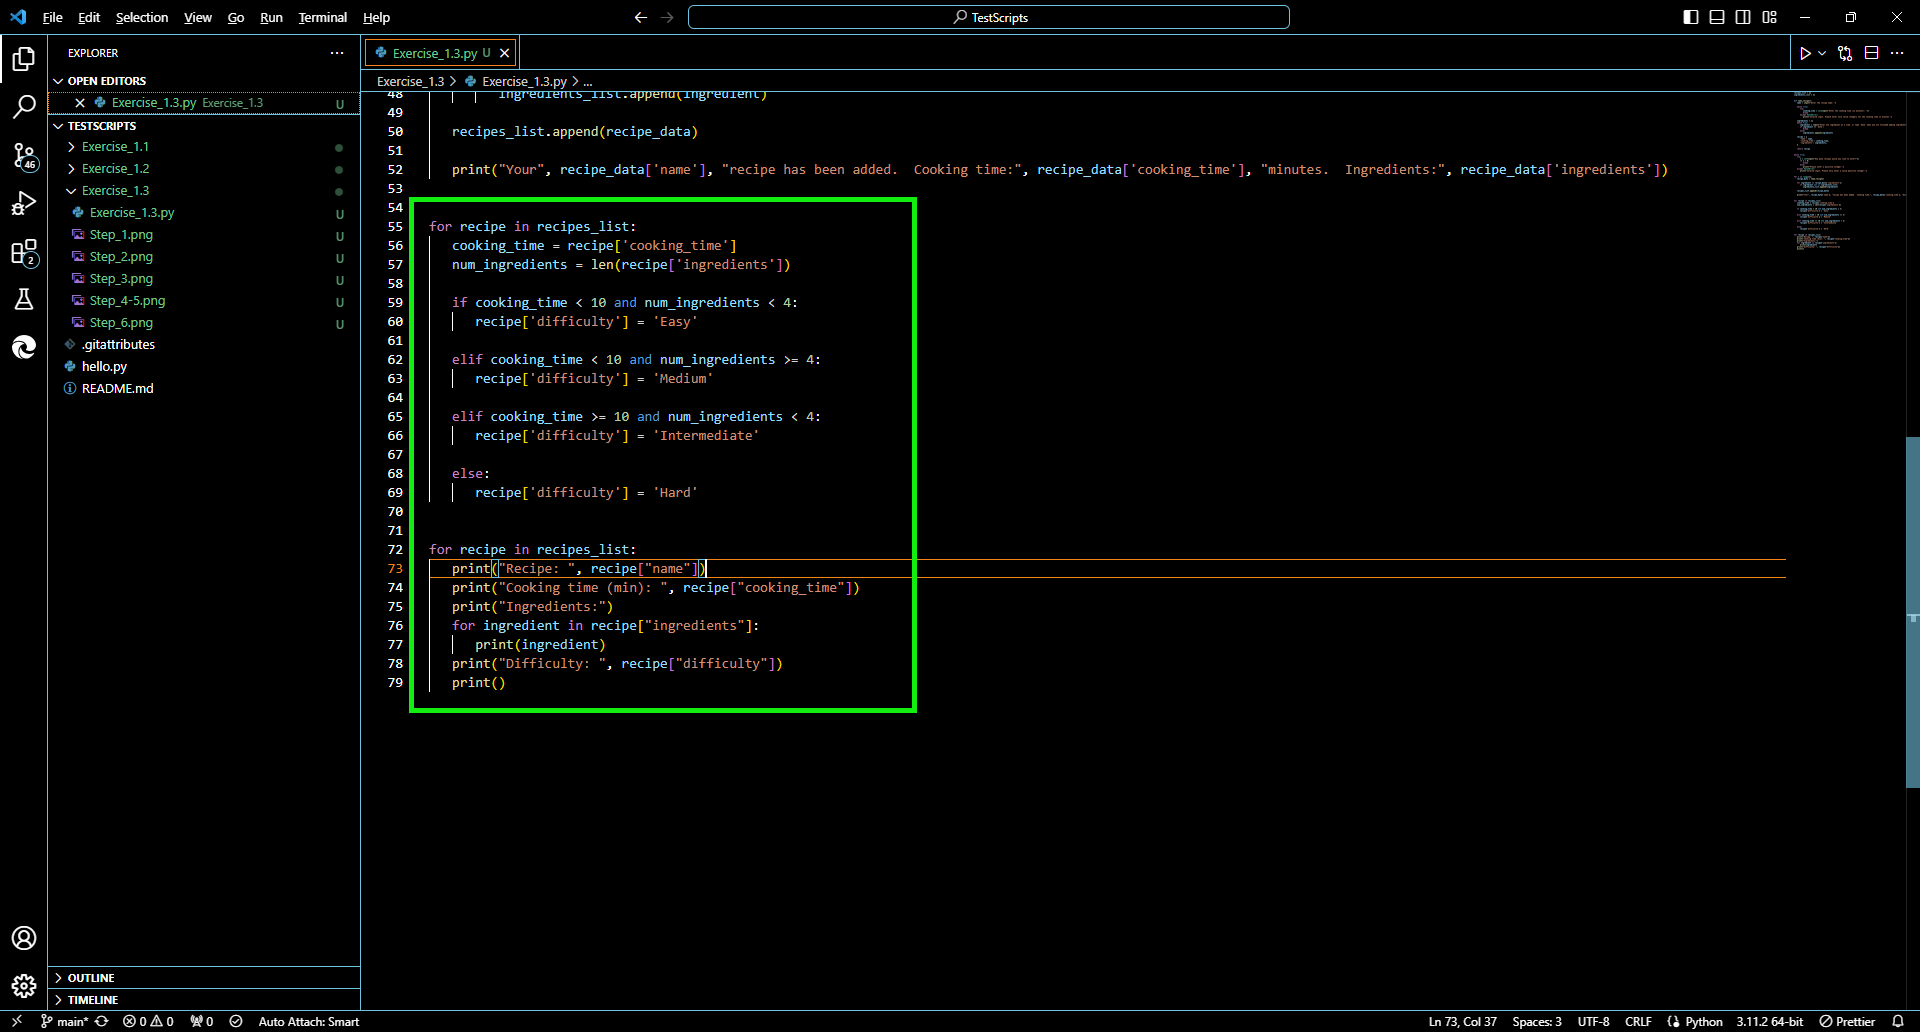 File Edit Selection View Go Run Terminal Help
TestScripts
EXPLORER
OPEN EDITORS
Exercise_1.3.py Exercise_1.3 U
TESTSCRIPTS
Exercise_1.1
Exercise_1.2
Exercise_1.3
Exercise_1.3.py U
Step_1.png U
Step_2.png U
Step_3.png U
Step_4-5.png U
Step_6.png U
.gitattributes
hello.py
README.md
OUTLINE
TIMELINE
46
2
Exercise_1.3.py U
Exercise_1.3 > Exercise_1.3.py > ...
48 ingredients_list.append(ingredient)
49
50 recipes_list.append(recipe_data)
51
52 print("Your", recipe_data['name'], "recipe has been added.  Cooking time:", recipe_data['cooking_time'], "minutes.  Ingredients:", recipe_data['ingredients'])
53
54
55 for recipe in recipes_list:
56 cooking_time = recipe['cooking_time']
57 num_ingredients = len(recipe['ingredients'])
58
59 if cooking_time < 10 and num_ingredients < 4:
60 recipe['difficulty'] = 'Easy'
61
62 elif cooking_time < 10 and num_ingredients >= 4:
63 recipe['difficulty'] = 'Medium'
64
65 elif cooking_time >= 10 and num_ingredients < 4:
66 recipe['difficulty'] = 'Intermediate'
67
68 else:
69 recipe['difficulty'] = 'Hard'
70
71
72 for recipe in recipes_list:
73 print("Recipe: ", recipe["name"])
74 print("Cooking time (min): ", recipe["cooking_time"])
75 print("Ingredients:")
76 for ingredient in recipe["ingredients"]:
77 print(ingredient)
78 print("Difficulty: ", recipe["difficulty"])
79 print()
main* 0 0 0 Auto Attach: Smart Ln 73, Col 37 Spaces: 3 UTF-8 CRLF Python 3.11.2 64-bit Prettier